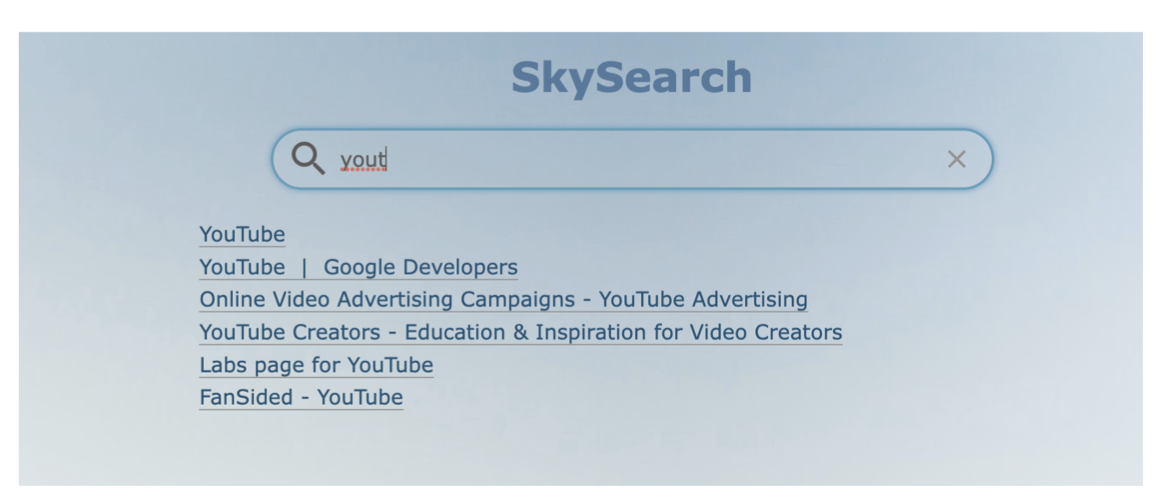 SkySearch
yout
YouTube
YouTube | Google Developers
Online Video Advertising Campaigns - YouTube Advertising
YouTube Creators - Education & Inspiration for Video Creators
Labs page for YouTube
FanSided - YouTube